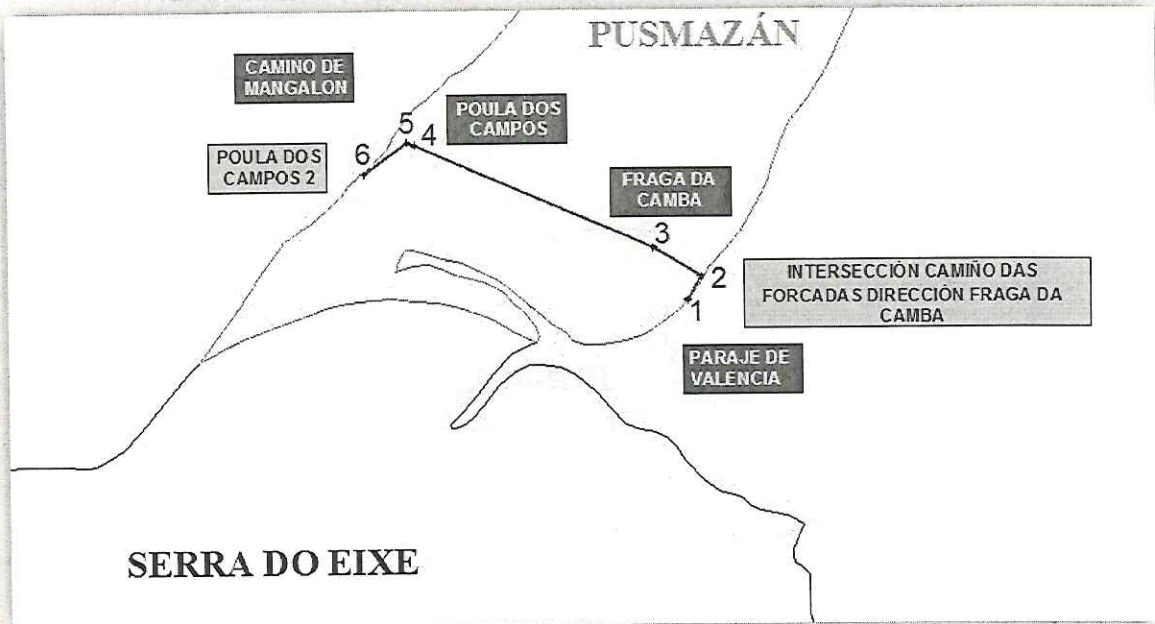 PUSMAZÁN
CAMINO DE
MANGALON
POULA DOS
CAMPOS
5
4
6
POULA DOS
CAMPOS 2
FRAGA DA
CAMBA
3
2
1
INTERSECCIÓN CAMIÑO DAS
FORCADAS DIRECCIÓN FRAGA DA
CAMBA
PARAJE DE
VALENCIA
SERRA DO EIXE